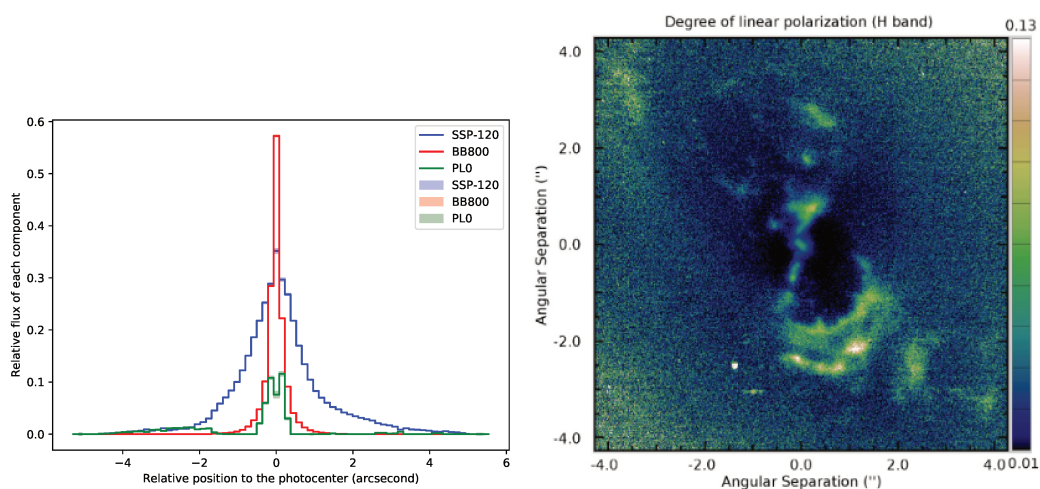 0.6
0.5
0.4
0.3
0.2
0.1
0.0
Relative flux of each component
SSP-120
BB800
PL0
SSP-120
BB800
PL0
−4
−2
0
2
4
6
Relative position to the photocenter (arcsecond)
Degree of linear polarization (H band)
0.13
4.0
2.0
0.0
-2.0
-4.0
Angular Separation ('')
-4.0
-2.0
0.0
2.0
4.0
0.01
Angular Separation ('')